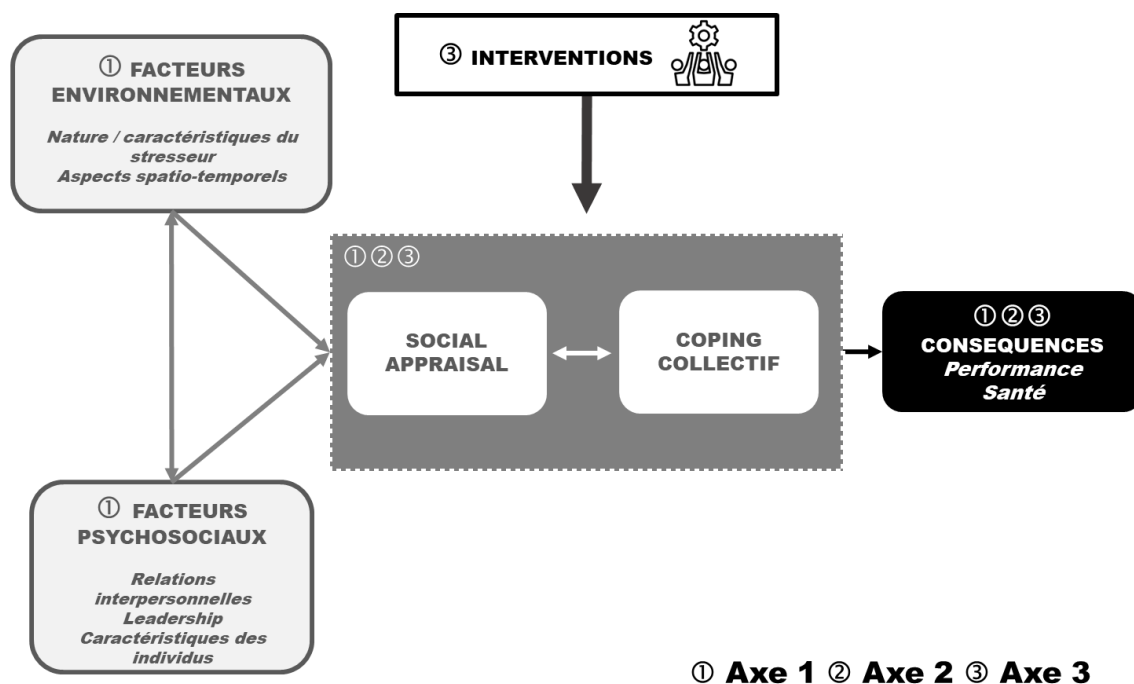 ① FACTEURS
ENVIRONNEMENTAUX
Nature / caractéristiques du
stresseur
Aspects spatio-temporels
③ INTERVENTIONS
①②③
SOCIAL
APPRAISAL
COPING
COLLECTIF
①②③
CONSEQUENCES
Performance
Santé
① FACTEURS
PSYCHOSOCIAUX
Relations
interpersonnelles
Leadership
Caractéristiques des
individus
① Axe 1 ② Axe 2 ③ Axe 3